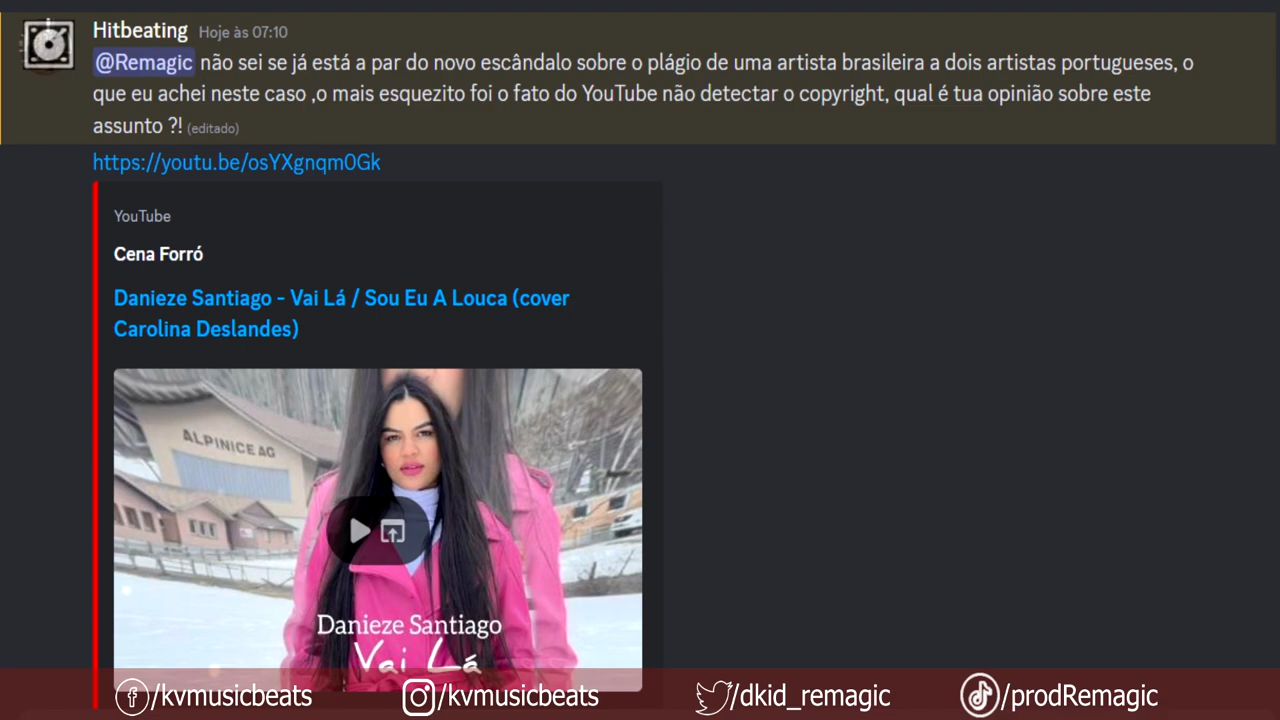 Hitbeating Hoje às 07:10
@Remagic não sei se já está a par do novo escândalo sobre o plágio de uma artista brasileira a dois artistas portugueses, o
que eu achei neste caso ,o mais esquezito foi o fato do YouTube não detectar o copyright, qual é tua opinião sobre este
assunto ?! (editado)
https://youtu.be/osYXgnqm0Gk
YouTube
Cena Forró
Danieze Santiago - Vai Lá / Sou Eu A Louca (cover
Carolina Deslandes)
ALPINICE AG
Danieze Santiago
Vai Lá
/kvmusicbeats /kvmusicbeats /dkid_remagic /prodRemagic